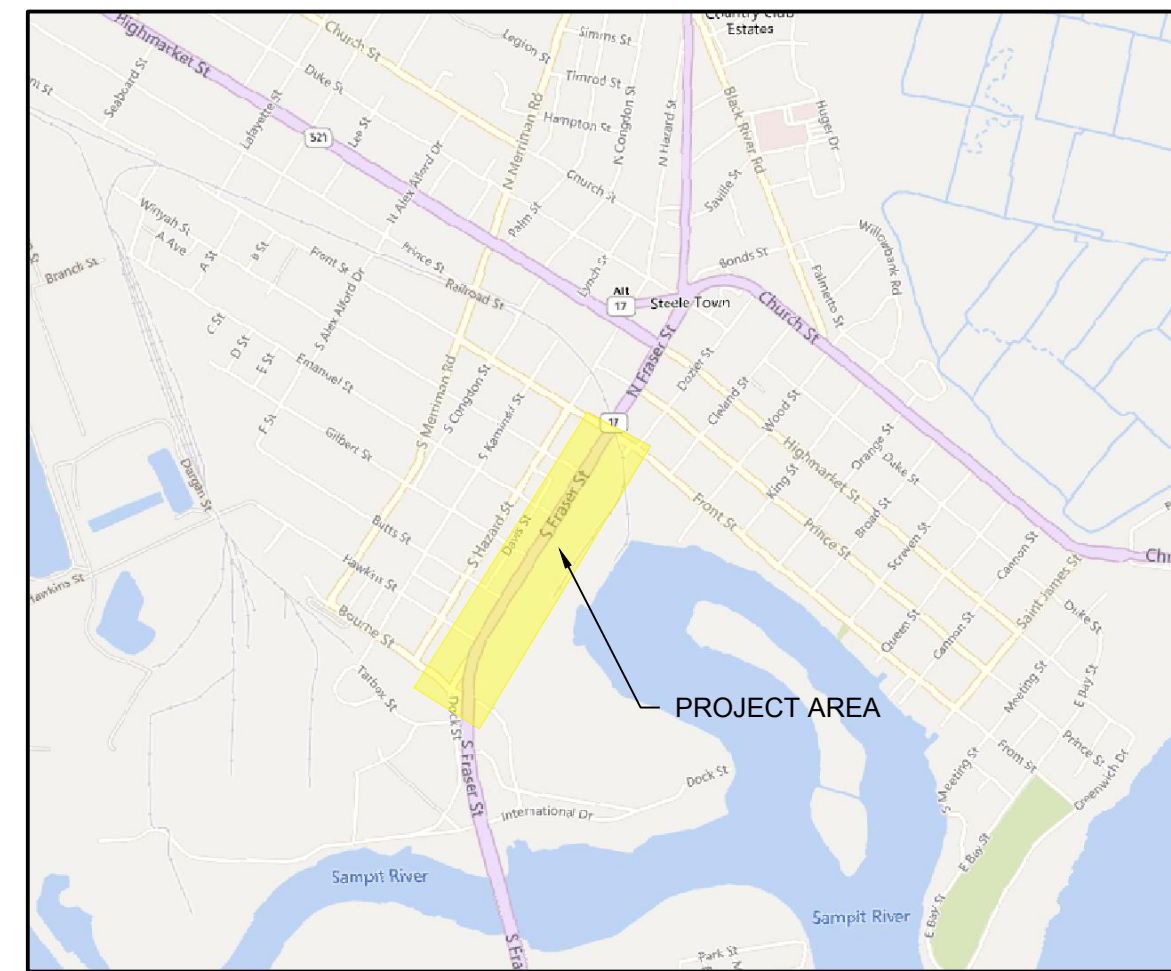 Country Club
Estates
Highmarket St
Church St
Legion St
Simms St
Timrod St
Hampton St
N Congdon St
N Hazard St
Black River Rd
Huger Dr
Seaboard St
Duke St
Lafayette St
Lee St
521
N Merriman Rd
N Alex Alford Dr
Church St
Palm St
Saville St
Willowbank Rd
Bonds St
Winyah St
A Ave
A St
B St
Front St
Prince St
Railroad St
Lynch St
Alt
17
Steele Town
Church St
Palmetto St
Branch St
S Alex Alford Dr
C St
D St
E St
F St
Emanuel St
S Merriman Rd
S Congdon St
S Kaminski St
N Fraser St
Dozier St
Cleland St
Wood St
17
Highmarket St
Orange St
Duke St
Gilbert St
Dargan St
Butts St
S Hazard St
Davis St
S Fraser St
Front St
King St
Prince St
Broad St
Screven St
Cannon St
Saint James St
Hawkins St
Hawkins St
Bourne St
Tarbox St
Dock St
PROJECT AREA
Queen St
Cannon St
Meeting St
Duke St
E Bay St
S Fraser St
Dock St
International Dr
Front St
Prince St
Greenwich Dr
S Meeting St
E Bay St
E Bay St
Sampit River
Sampit River
S Fra
Park St